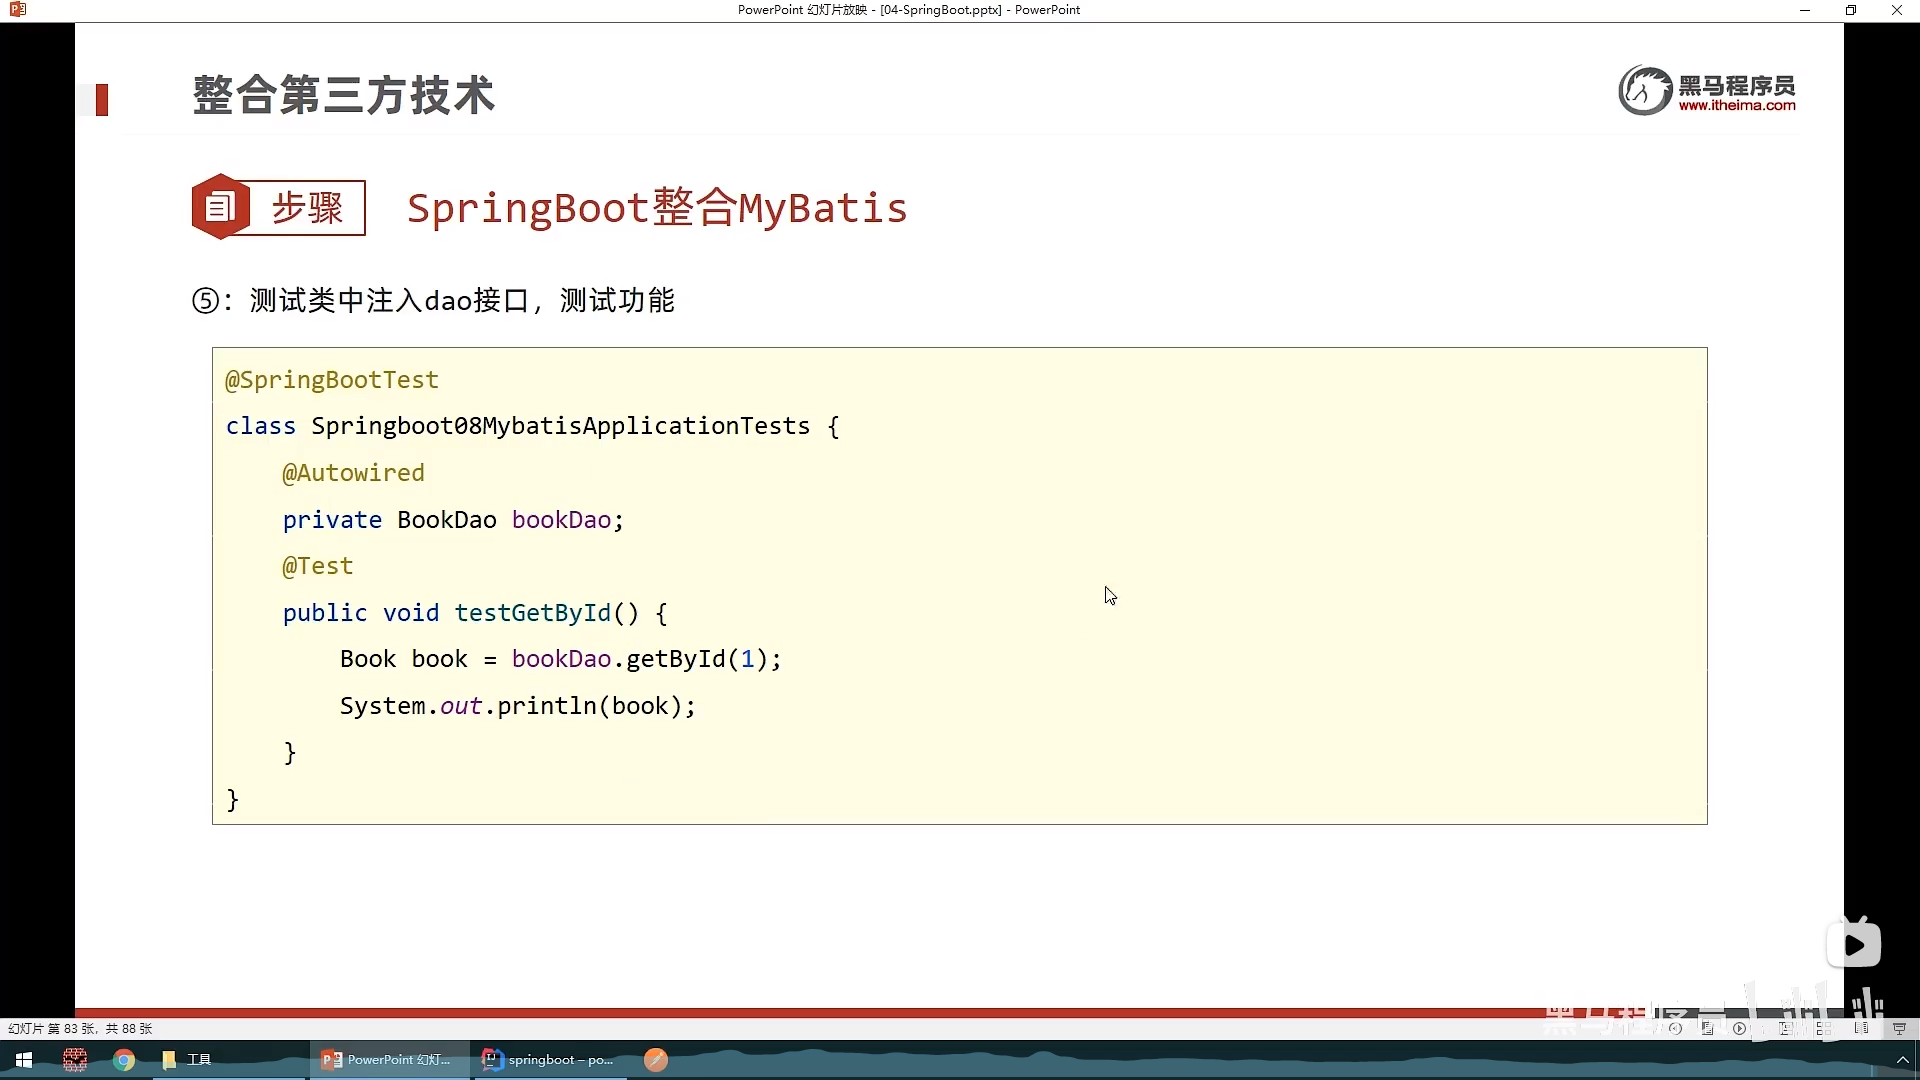 PowerPoint 幻灯片放映 - [04-SpringBoot.pptx] - PowerPoint
整合第三方技术
黑马程序员
www.itheima.com
步骤
SpringBoot整合MyBatis
⑤：测试类中注入dao接口，测试功能
@SpringBootTest
class Springboot08MybatisApplicationTests {
@Autowired
private BookDao bookDao;
@Test
public void testGetById() {
Book book = bookDao.getById(1);
System.out.println(book);
}
}
黑马程序员
幻灯片 第 83 张，共 88 张
工具
PowerPoint 幻灯...
springboot – po...